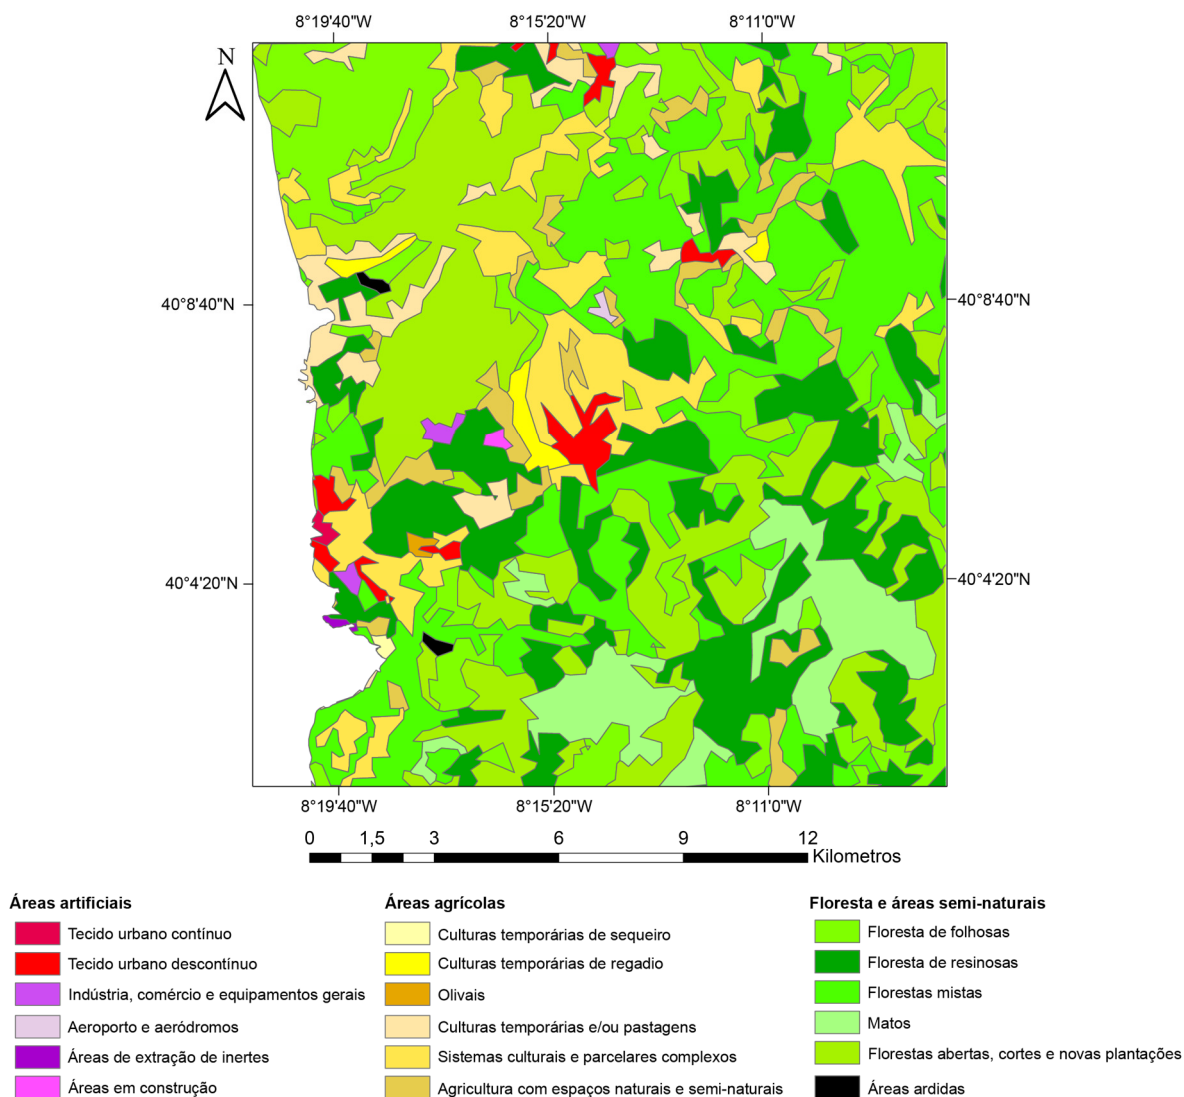 8°19'40"W 8°15'20"W 8°11'0"W
N
40°8'40"N 40°8'40"N
40°4'20"N 40°4'20"N
8°19'40"W 8°15'20"W 8°11'0"W
0 1,5 3 6 9 12
Kilometros
Áreas artificiais
Tecido urbano contínuo
Tecido urbano descontínuo
Indústria, comércio e equipamentos gerais
Aeroporto e aeródromos
Áreas de extração de inertes
Áreas em construção
Áreas agrícolas
Culturas temporárias de sequeiro
Culturas temporárias de regadio
Olivais
Culturas temporárias e/ou pastagens
Sistemas culturais e parcelares complexos
Agricultura com espaços naturais e semi-naturais
Floresta e áreas semi-naturais
Floresta de folhosas
Floresta de resinosas
Florestas mistas
Matos
Florestas abertas, cortes e novas plantações
Áreas ardidas